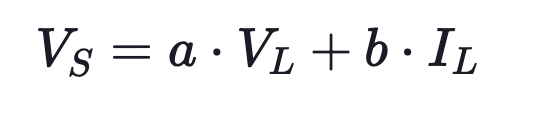 V_S = a · V_L + b · I_L